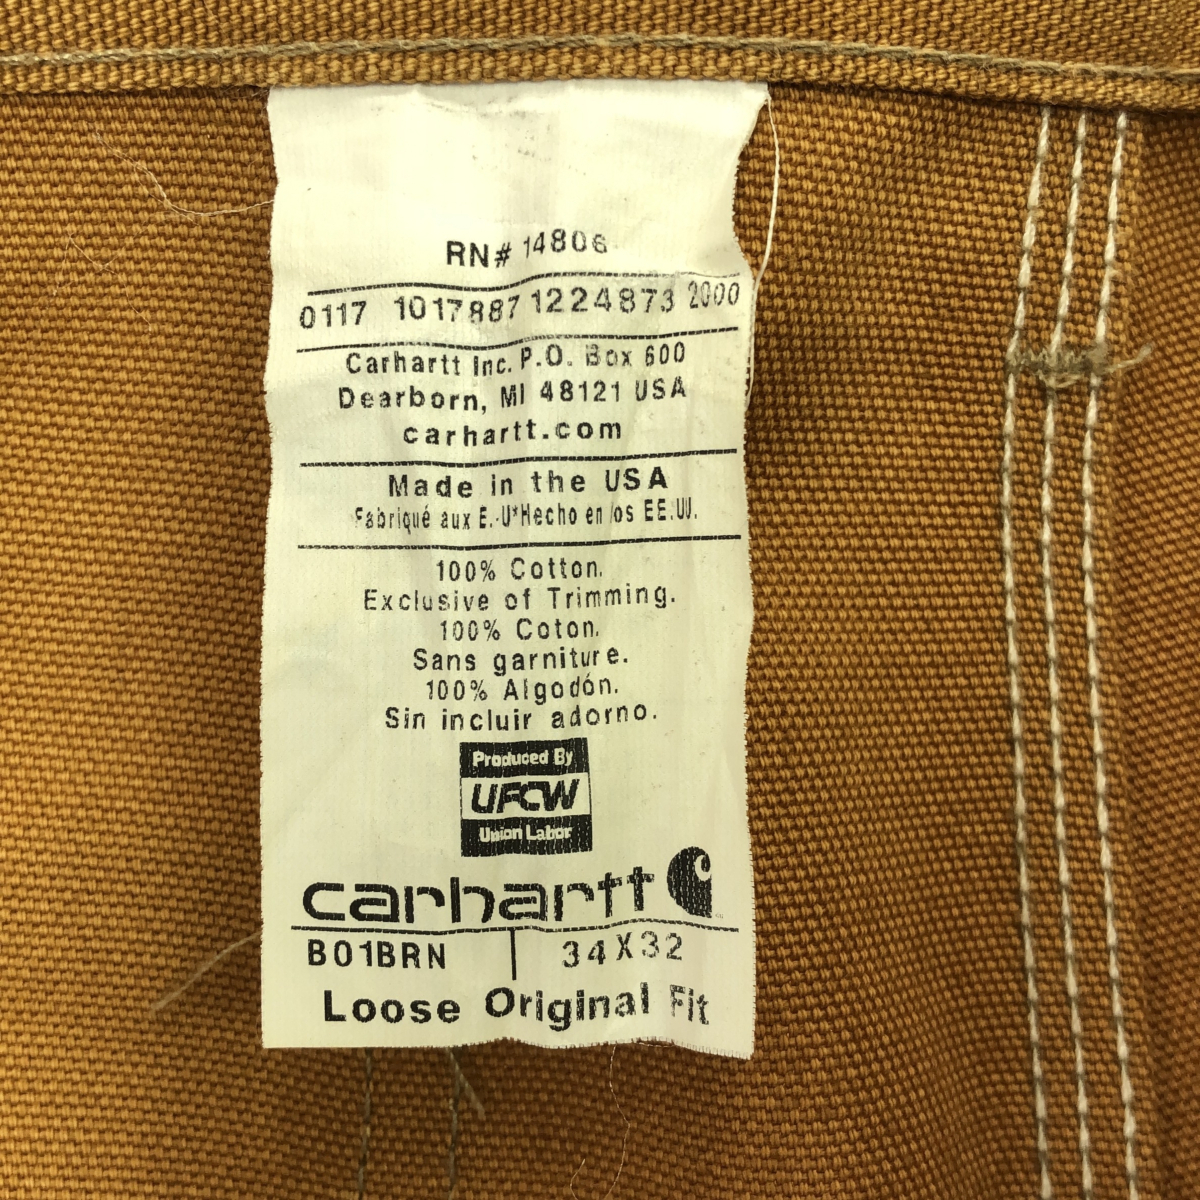 RN# 14806
0117 1017887 1224873 2000
Carhartt Inc. P.O. Box 600
Dearborn, MI 48121 USA
carhartt.com
Made in the USA
Fabriqué aux E.-U*Hecho en los EE.UU.
100% Cotton.
Exclusive of Trimming.
100% Coton.
Sans garniture.
100% Algodón.
Sin incluir adorno.
Produced By
UFCW
Union Labor
carhartt
B01BRN | 34X32
Loose Original Fit